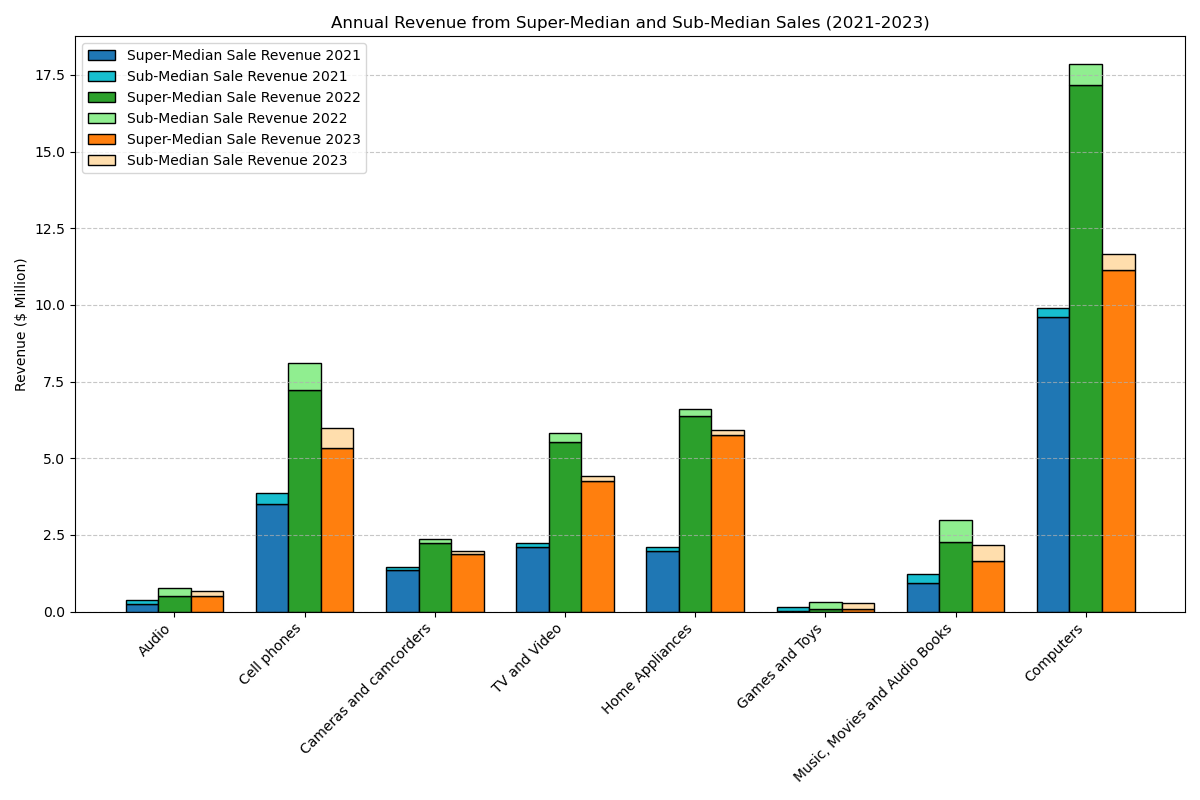 Annual Revenue from Super-Median and Sub-Median Sales (2021-2023)
Super-Median Sale Revenue 2021
Sub-Median Sale Revenue 2021
Super-Median Sale Revenue 2022
Sub-Median Sale Revenue 2022
Super-Median Sale Revenue 2023
Sub-Median Sale Revenue 2023
Revenue ($ Million)
17.5
15.0
12.5
10.0
7.5
5.0
2.5
0.0
Audio
Cell phones
Cameras and camcorders
TV and Video
Home Appliances
Games and Toys
Music, Movies and Audio Books
Computers